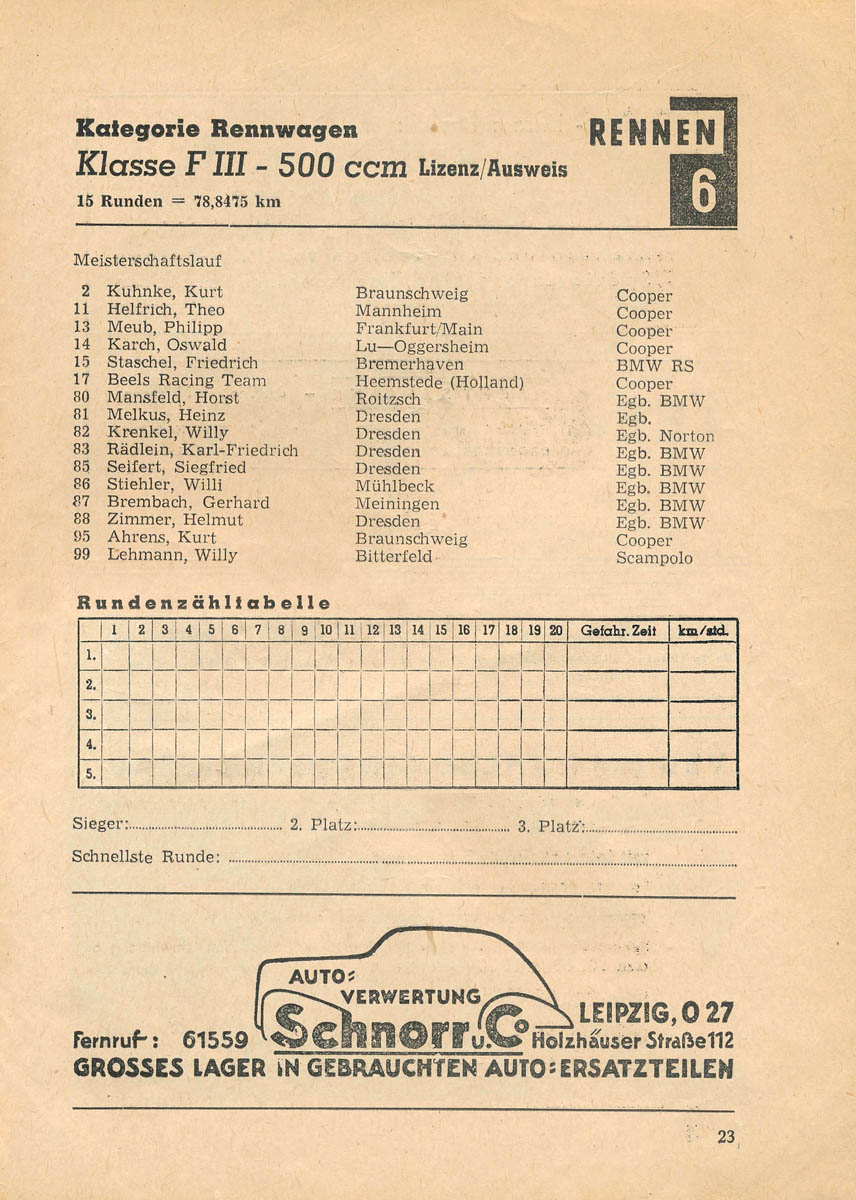 Kategorie Rennwagen
RENNEN
Klasse F III - 500 ccm Lizenz/Ausweis
6
15 Runden = 78,8475 km
Meisterschaftslauf
2 Kuhnke, Kurt Braunschweig Cooper
11 Helfrich, Theo Mannheim Cooper
13 Meub, Philipp Frankfurt/Main Cooper
14 Karch, Oswald Lu—Oggersheim Cooper
15 Staschel, Friedrich Bremerhaven BMW RS
17 Beels Racing Team Heemstede (Holland) Cooper
80 Mansfeld, Horst Roitzsch Egb. BMW
81 Melkus, Heinz Dresden Egb.
82 Krenkel, Willy Dresden Egb. Norton
83 Rädlein, Karl-Friedrich Dresden Egb. BMW
85 Seifert, Siegfried Dresden Egb. BMW
86 Stiehler, Willi Mühlbeck Egb. BMW
87 Brembach, Gerhard Meiningen Egb. BMW
88 Zimmer, Helmut Dresden Egb. BMW
95 Ahrens, Kurt Braunschweig Cooper
99 Lehmann, Willy Bitterfeld Scampolo
Rundenzähltabelle
1 2 3 4 5 6 7 8 9 10 11 12 13 14 15 16 17 18 19 20 Gefahr. Zeit km/std.
1.
2.
3.
4.
5.
Sieger: 2. Platz: 3. Platz:
Schnellste Runde:
AUTO:
VERWERTUNG
Schnorr u. Co
LEIPZIG, O 27
Fernruf: 61559
Holzhäuser Straße 112
GROSSES LAGER IN GEBRAUCHTEN AUTO:ERSATZTEILEN
23